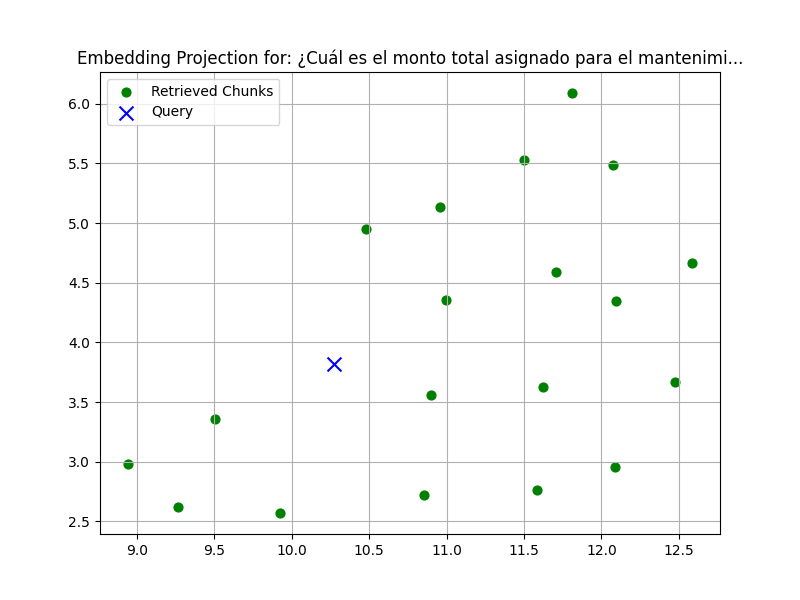 Embedding Projection for: ¿Cuál es el monto total asignado para el mantenimi...
Retrieved Chunks
Query
6.0
5.5
5.0
4.5
4.0
3.5
3.0
2.5
9.0 9.5 10.0 10.5 11.0 11.5 12.0 12.5